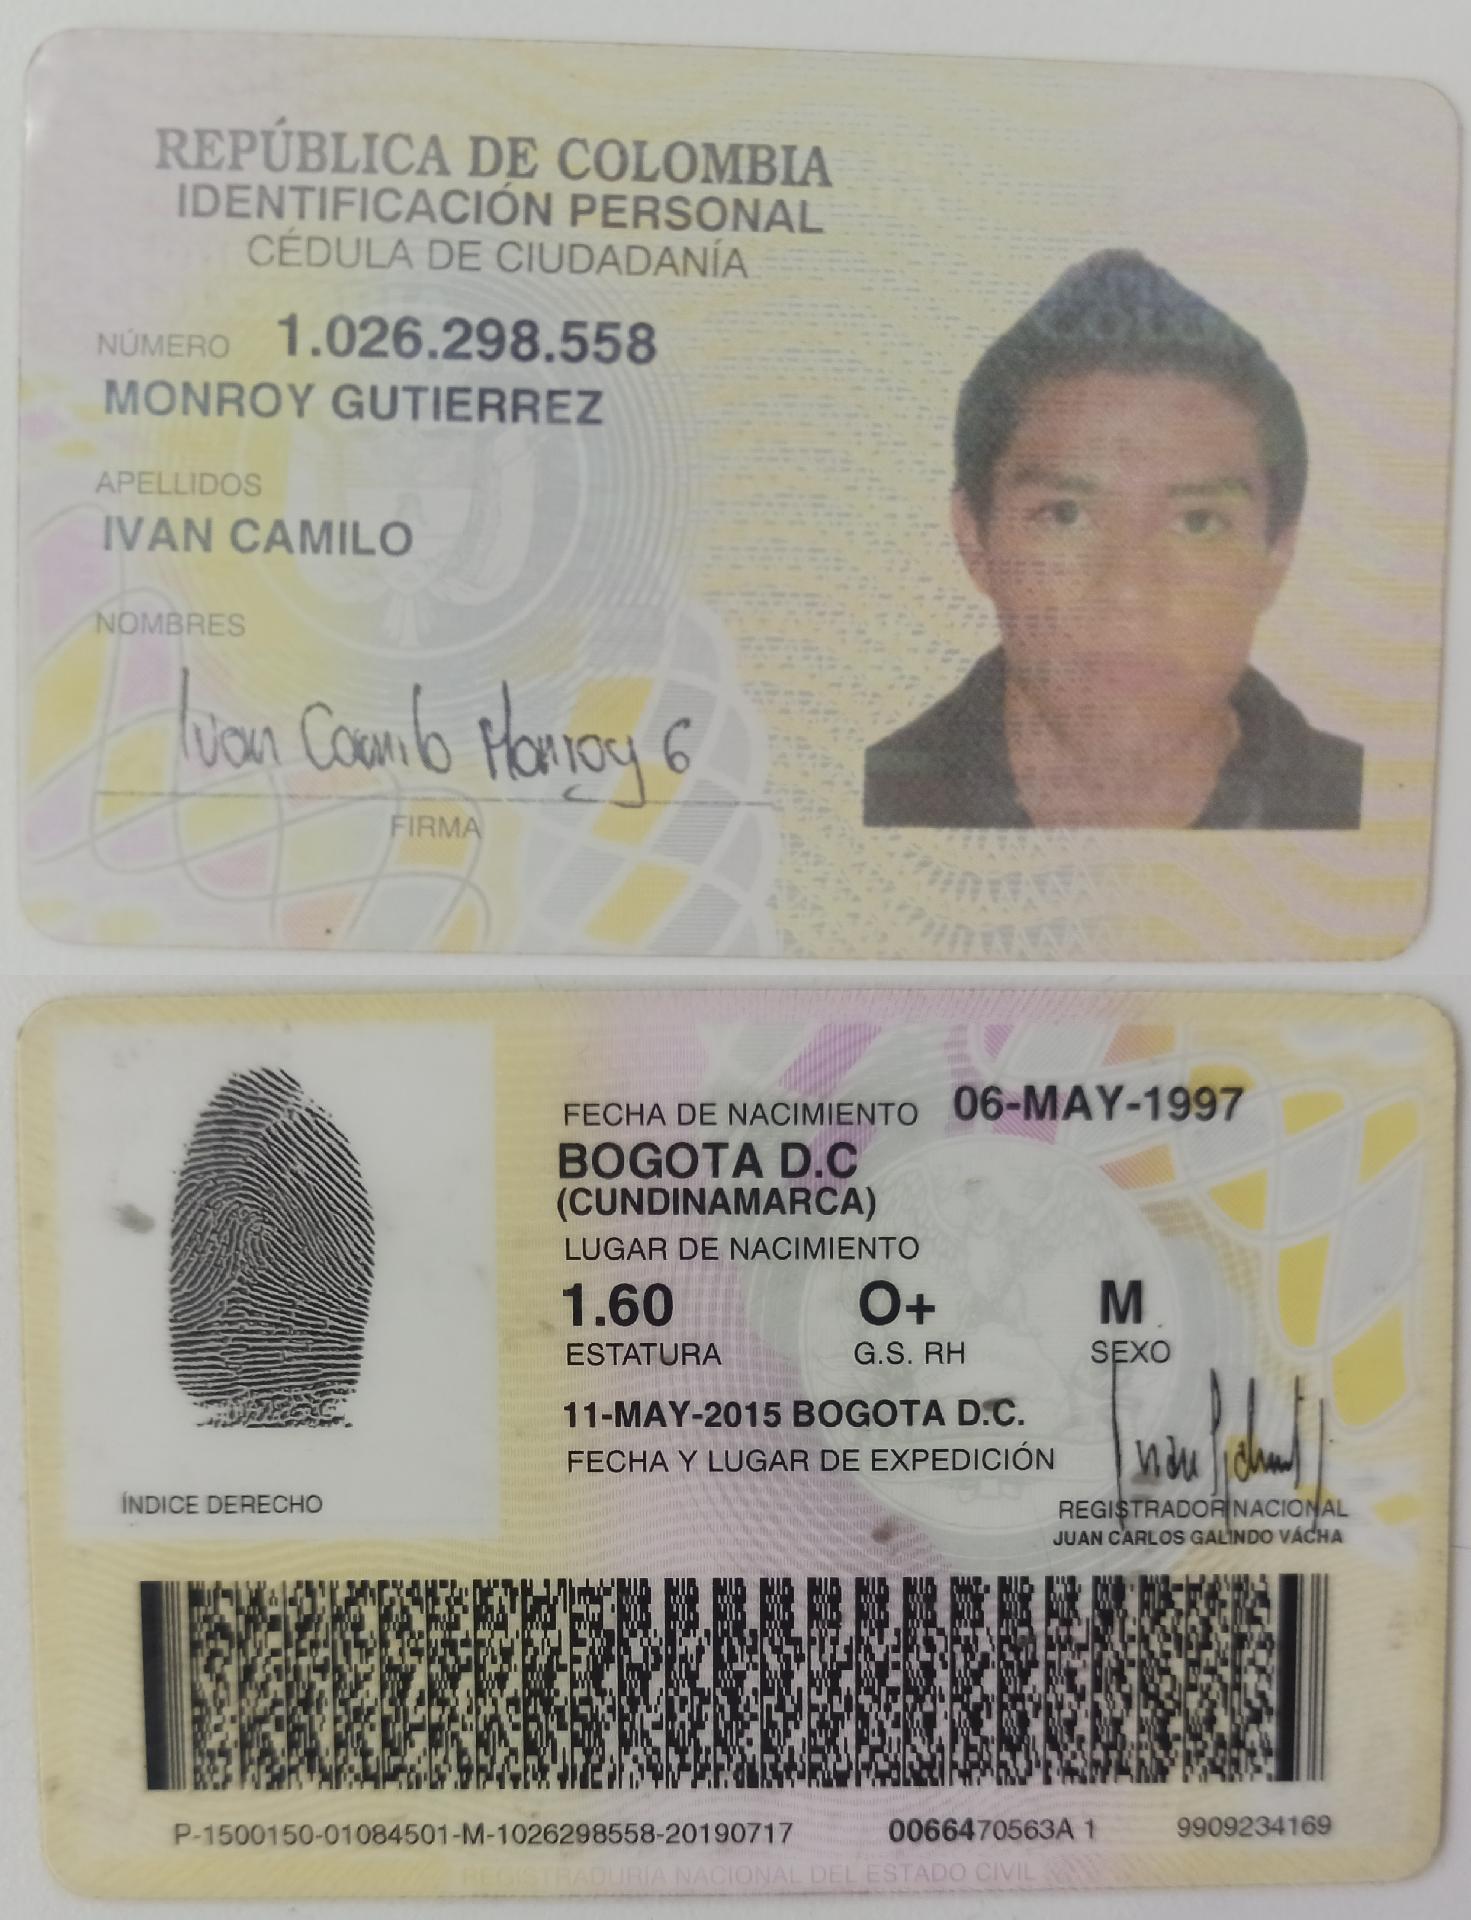 REPÚBLICA DE COLOMBIA
IDENTIFICACIÓN PERSONAL
CÉDULA DE CIUDADANÍA
NÚMERO 1.026.298.558
MONROY GUTIERREZ
APELLIDOS
IVAN CAMILO
NOMBRES
Ivan Camilo Monroy G
FIRMA
FECHA DE NACIMIENTO 06-MAY-1997
BOGOTA D.C
(CUNDINAMARCA)
LUGAR DE NACIMIENTO
1.60 O+ M
ESTATURA G.S. RH SEXO
11-MAY-2015 BOGOTA D.C.
FECHA Y LUGAR DE EXPEDICIÓN
ÍNDICE DERECHO
REGISTRADOR NACIONAL
JUAN CARLOS GALINDO VÁCHA
P-1500150-01084501-M-1026298558-20190717 0066470563A 1 9909234169
REGISTRADURÍA NACIONAL DEL ESTADO CIVIL